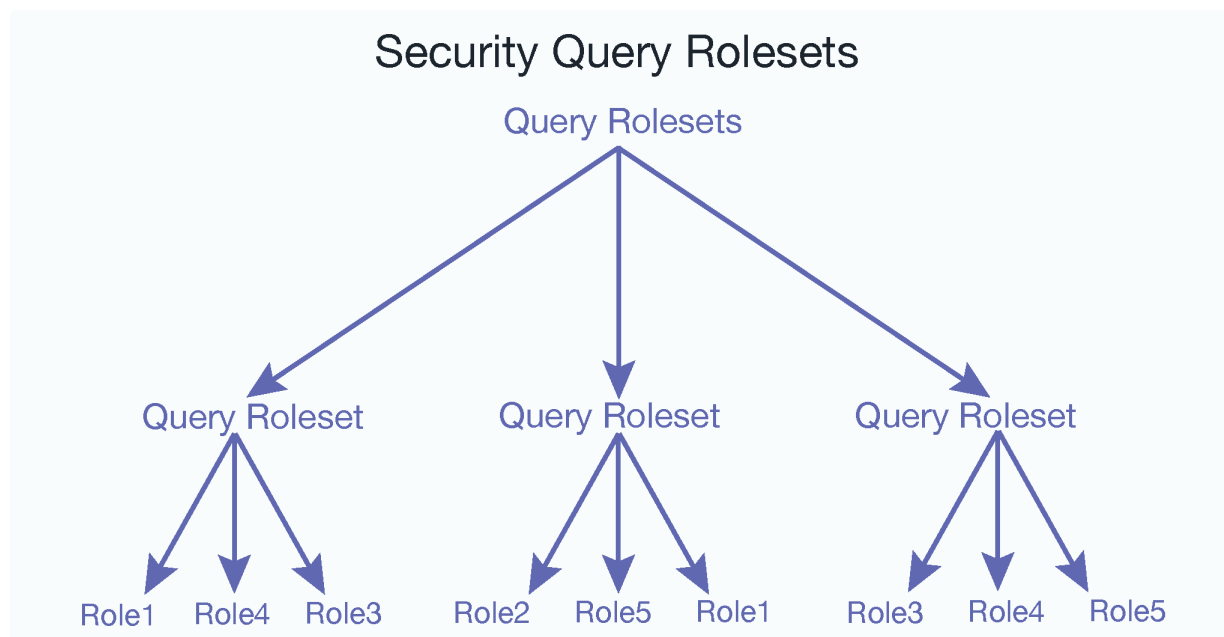 Security Query Rolesets
Query Rolesets
Query Roleset Query Roleset Query Roleset
Role1 Role4 Role3 Role2 Role5 Role1 Role3 Role4 Role5